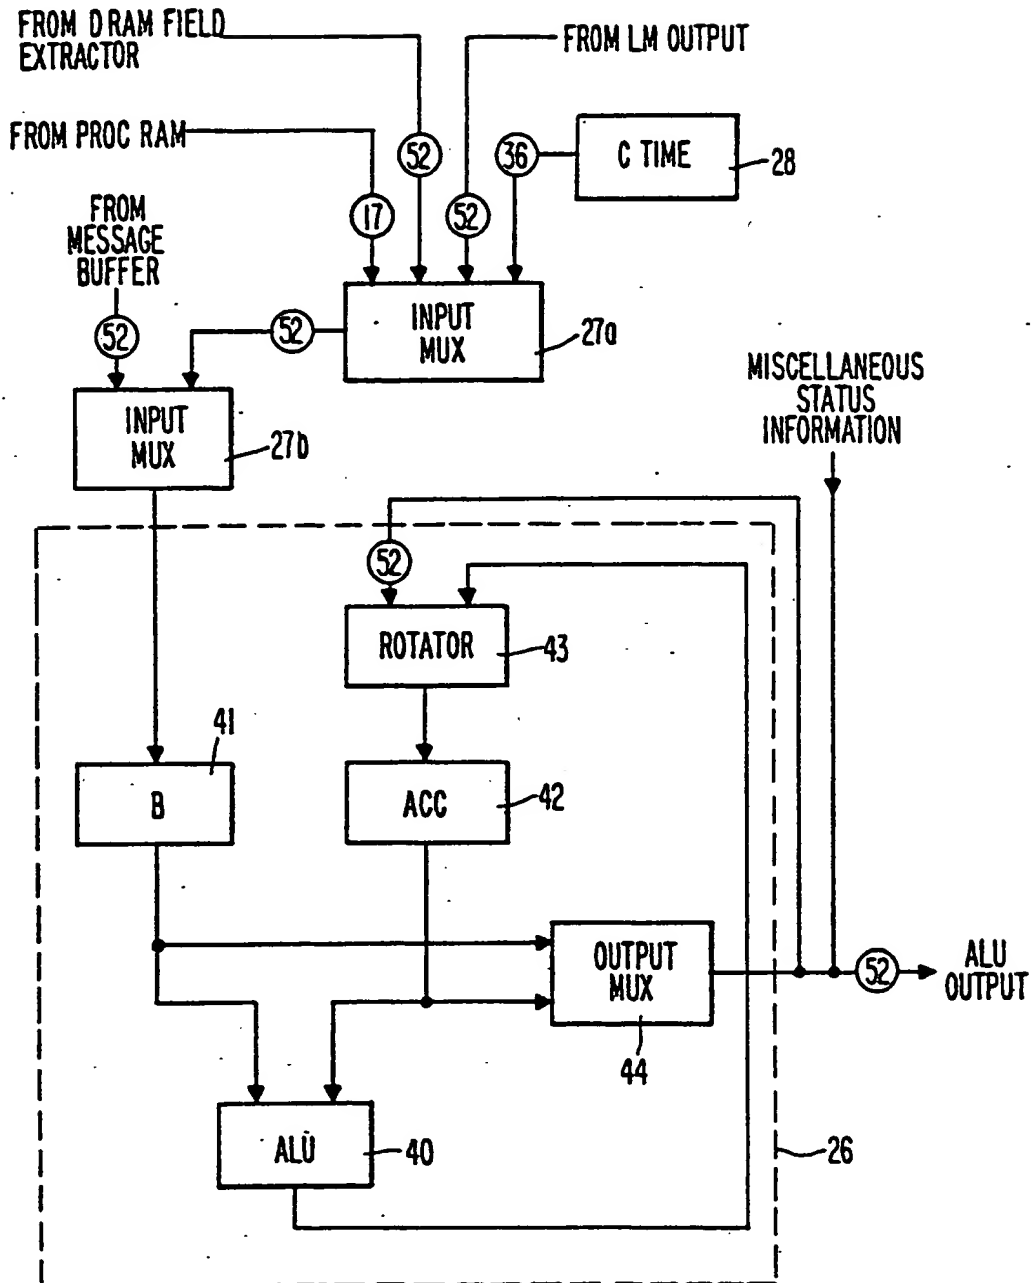 FROM DRAM FIELD
EXTRACTOR
FROM LM OUTPUT
FROM PROC RAM
52
36
C TIME
28
17
52
FROM
MESSAGE
BUFFER
52
52
INPUT
MUX
27a
INPUT
MUX
27b
MISCELLANEOUS
STATUS
INFORMATION
52
ROTATOR
43
41
B
ACC
42
OUTPUT
MUX
44
52
ALU
OUTPUT
ALU
40
26